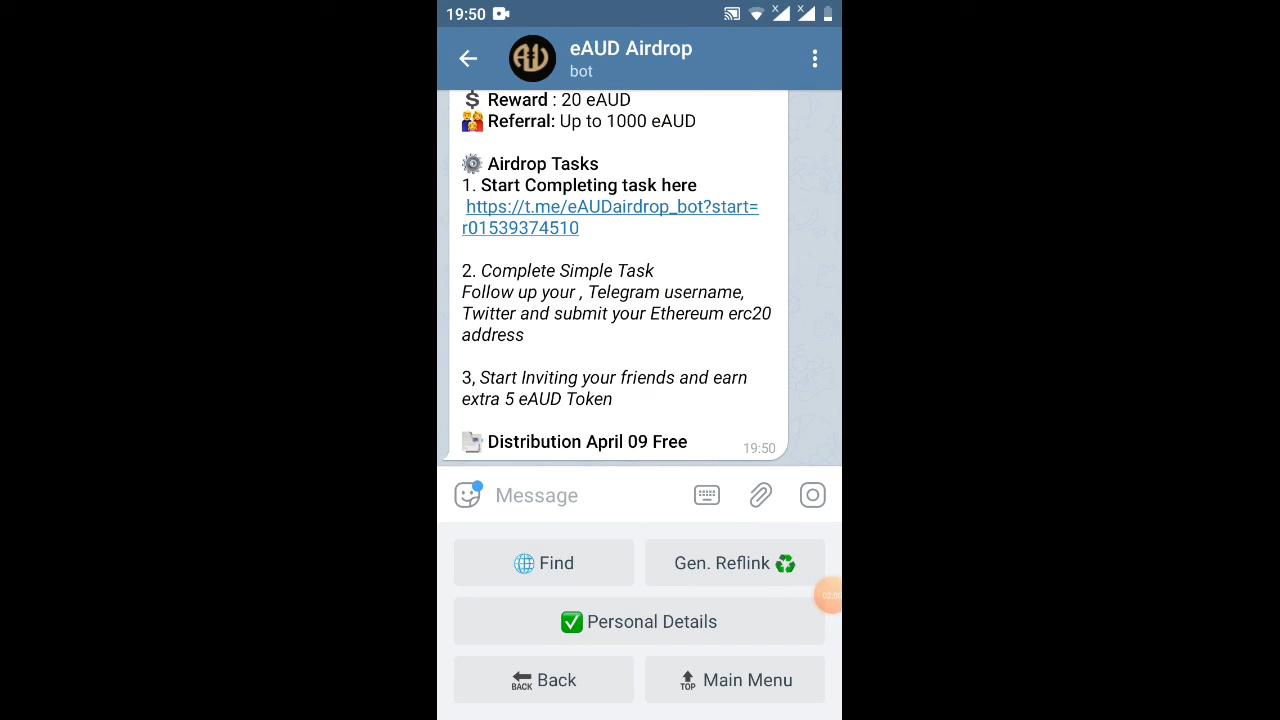 19:50
eAUD Airdrop
bot
$ Reward : 20 eAUD
Referral: Up to 1000 eAUD
Airdrop Tasks
1. Start Completing task here
https://t.me/eAUDairdrop_bot?start=
r01539374510
2. Complete Simple Task
Follow up your , Telegram username,
Twitter and submit your Ethereum erc20
address
3, Start Inviting your friends and earn
extra 5 eAUD Token
Distribution April 09 Free
19:50
Message
Find
Gen. Reflink
Personal Details
BACK Back
TOP Main Menu